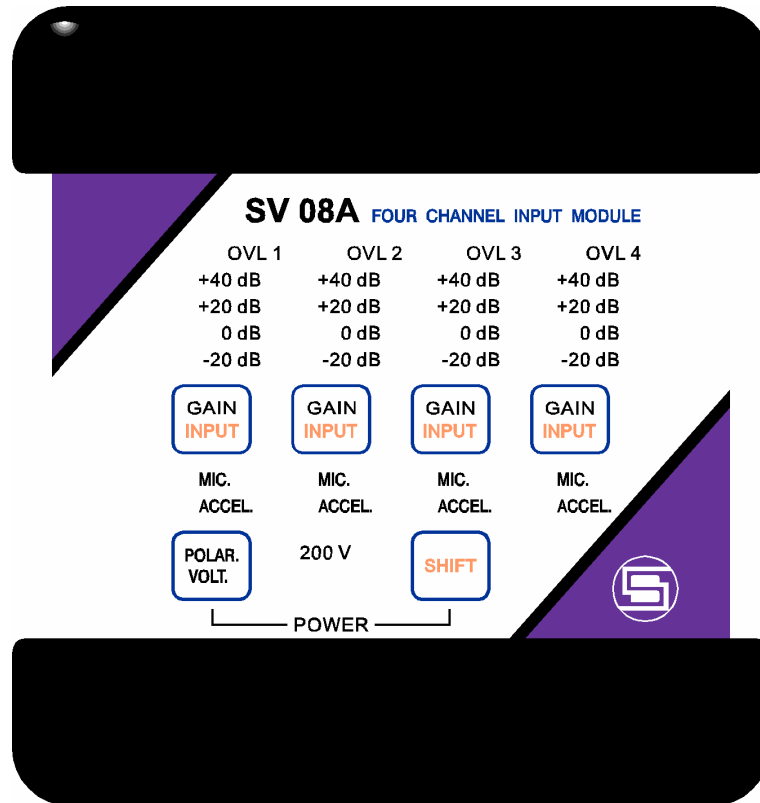 SV 08A FOUR CHANNEL INPUT MODULE
OVL 1 OVL 2 OVL 3 OVL 4
+40 dB +40 dB +40 dB +40 dB
+20 dB +20 dB +20 dB +20 dB
0 dB 0 dB 0 dB 0 dB
-20 dB -20 dB -20 dB -20 dB
GAIN GAIN GAIN GAIN
INPUT INPUT INPUT INPUT
MIC. MIC. MIC. MIC.
ACCEL. ACCEL. ACCEL. ACCEL.
POLAR. 200 V SHIFT
VOLT.
POWER